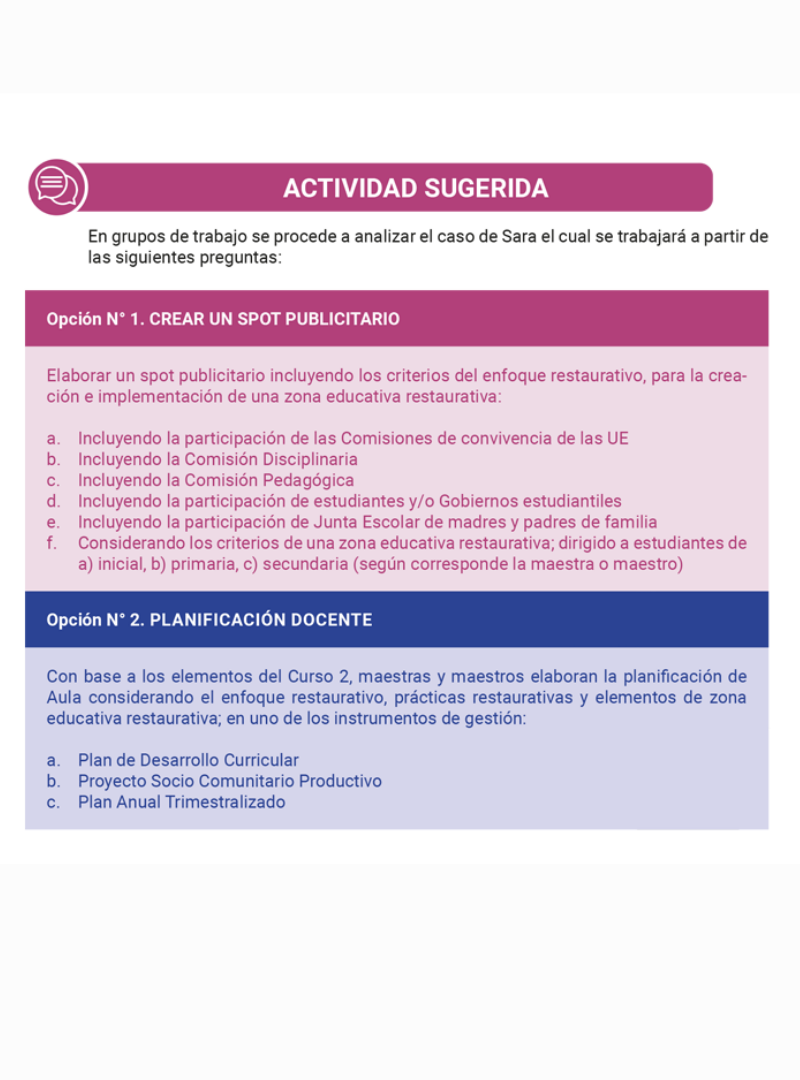 ACTIVIDAD SUGERIDA
En grupos de trabajo se procede a analizar el caso de Sara el cual se trabajará a partir de
las siguientes preguntas:
Opción N° 1. CREAR UN SPOT PUBLICITARIO
Elaborar un spot publicitario incluyendo los criterios del enfoque restaurativo, para la crea-
ción e implementación de una zona educativa restaurativa:
a. Incluyendo la participación de las Comisiones de convivencia de las UE
b. Incluyendo la Comisión Disciplinaria
c. Incluyendo la Comisión Pedagógica
d. Incluyendo la participación de estudiantes y/o Gobiernos estudiantiles
e. Incluyendo la participación de Junta Escolar de madres y padres de familia
f. Considerando los criterios de una zona educativa restaurativa; dirigido a estudiantes de
a) inicial, b) primaria, c) secundaria (según corresponde la maestra o maestro)
Opción N° 2. PLANIFICACIÓN DOCENTE
Con base a los elementos del Curso 2, maestras y maestros elaboran la planificación de
Aula considerando el enfoque restaurativo, prácticas restaurativas y elementos de zona
educativa restaurativa; en uno de los instrumentos de gestión:
a. Plan de Desarrollo Curricular
b. Proyecto Socio Comunitario Productivo
c. Plan Anual Trimestralizado